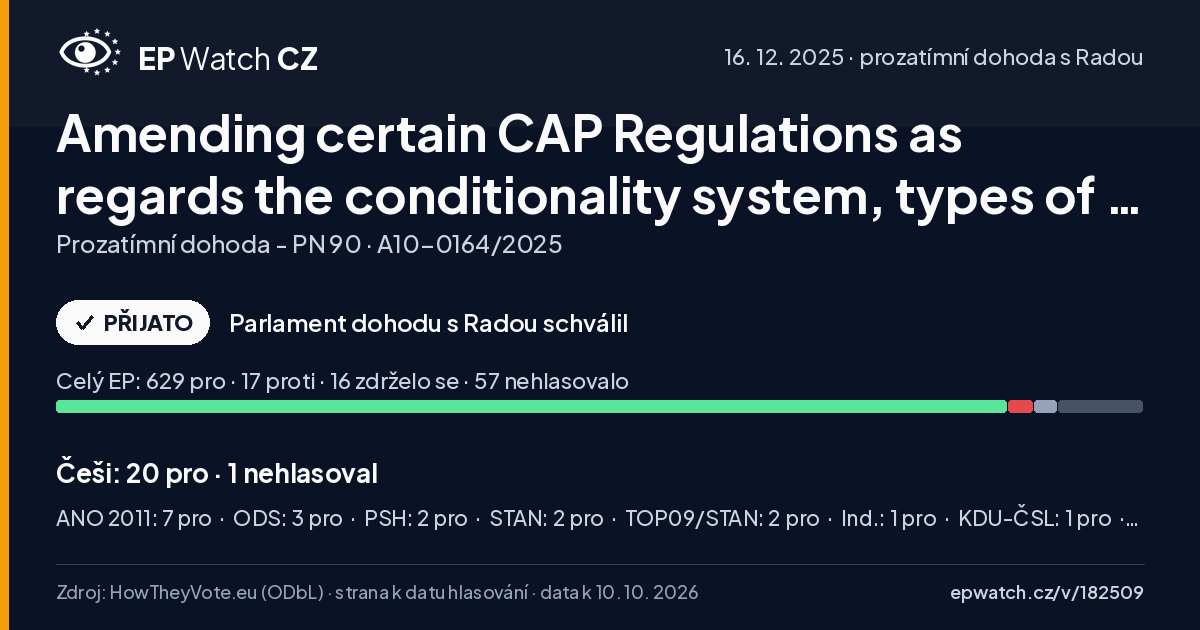 EP Watch CZ
16. 12. 2025 · prozatímní dohoda s Radou
Amending certain CAP Regulations as
regards the conditionality system, types of …
Prozatímní dohoda – PN 90 · A10–0164/2025
✓ PŘIJATO
Parlament dohodu s Radou schválil
Celý EP: 629 pro · 17 proti · 16 zdrželo se · 57 nehlasovalo
Češi: 20 pro · 1 nehlasoval
ANO 2011: 7 pro · ODS: 3 pro · PSH: 2 pro · STAN: 2 pro · TOP09/STAN: 2 pro · Ind.: 1 pro · KDU-ČSL: 1 pro ·…
Zdroj: HowTheyVote.eu (ODbL) · strana k datu hlasování · data k 10. 10. 2026
epwatch.cz/v/182509